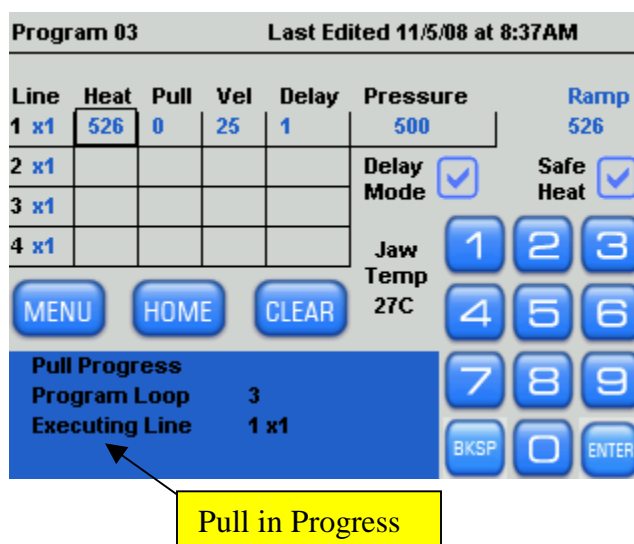 Program 03 Last Edited 11/5/08 at 8:37AM
Line Heat Pull Vel Delay Pressure Ramp
1 x1 526 0 25 1 500 526
2 x1
Delay Mode
Safe Heat
3 x1
4 x1
Jaw Temp
27C
1 2 3
MENU HOME CLEAR
4 5 6
Pull Progress
Program Loop 3
Executing Line 1 x1
7 8 9
BKSP 0 ENTER
Pull in Progress